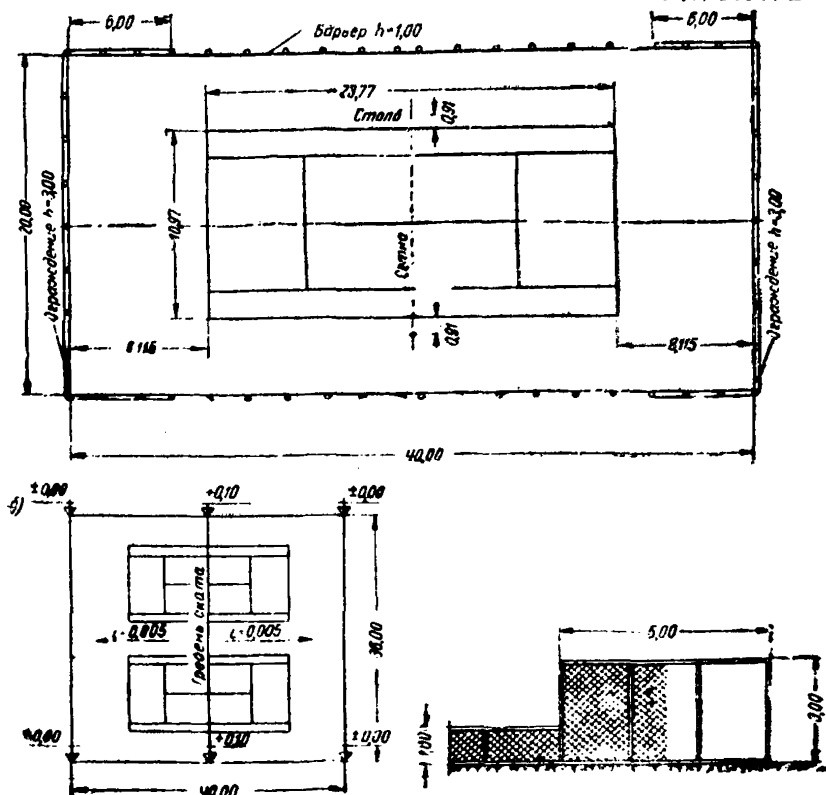 6,00
6,00
Барьер h=1,00
23,77
Столб
0,91
20,00
Ограждение h=3,00
10,97
Сетка
Ограждение h=3,00
8,115
0,91
8,115
40,00
б)
±0,00
+0,10
±0,00
Гребень ската
i=0,005
i=0,005
36,00
±0,00
+0,10
±0,00
40,00
6,00
3,00
1,00